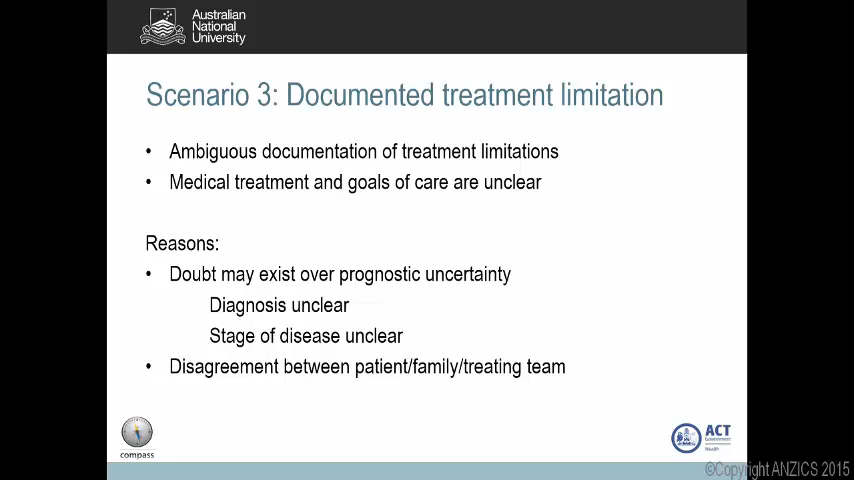 Australian
National
University
Scenario 3: Documented treatment limitation
• Ambiguous documentation of treatment limitations
• Medical treatment and goals of care are unclear
Reasons:
• Doubt may exist over prognostic uncertainty
Diagnosis unclear
Stage of disease unclear
• Disagreement between patient/family/treating team
compass
ACT
Government
Health
©Copyright ANZICS 2015